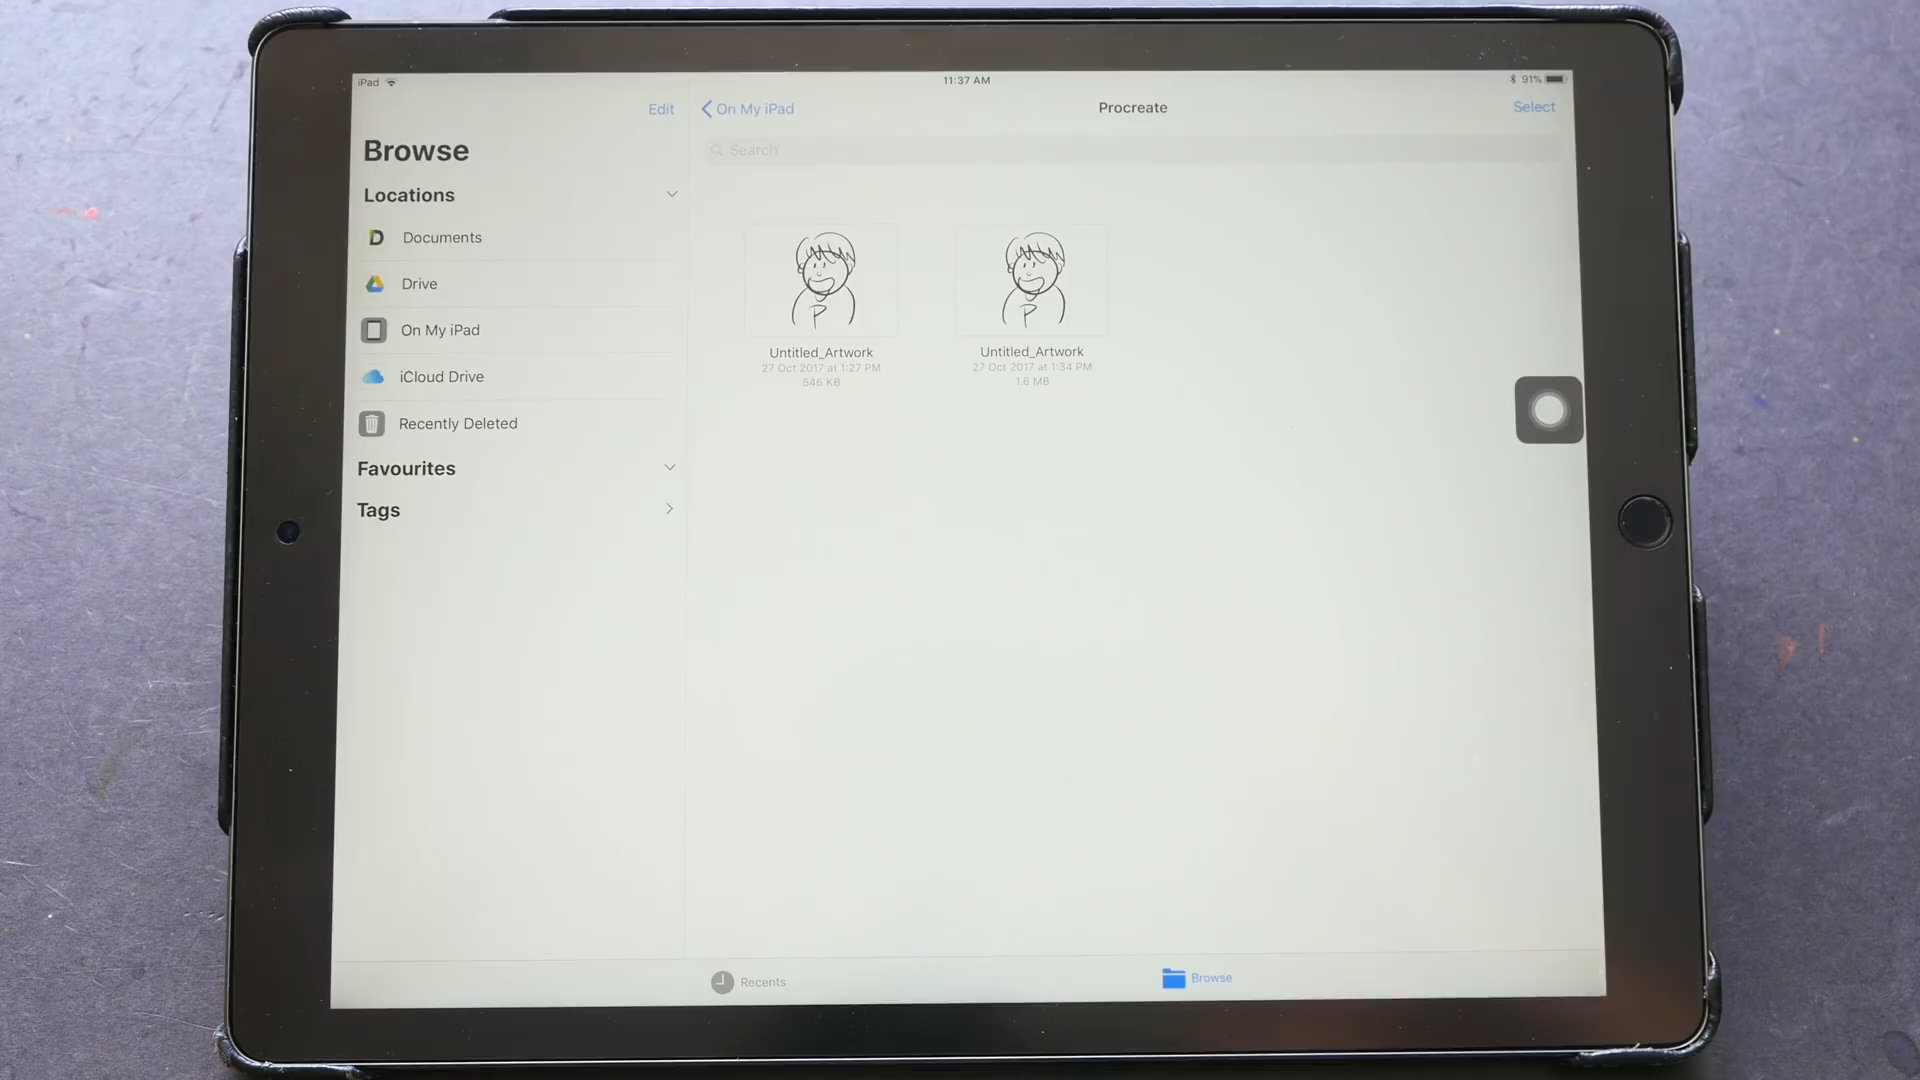 iPad
11:37 AM
91%
Edit
On My iPad
Procreate
Select
Browse
Search
Locations
Documents
Drive
On My iPad
iCloud Drive
Recently Deleted
Favourites
Tags
P
Untitled_Artwork
27 Oct 2017 at 1:27 PM
546 KB
P
Untitled_Artwork
27 Oct 2017 at 1:34 PM
1.6 MB
Recents
Browse